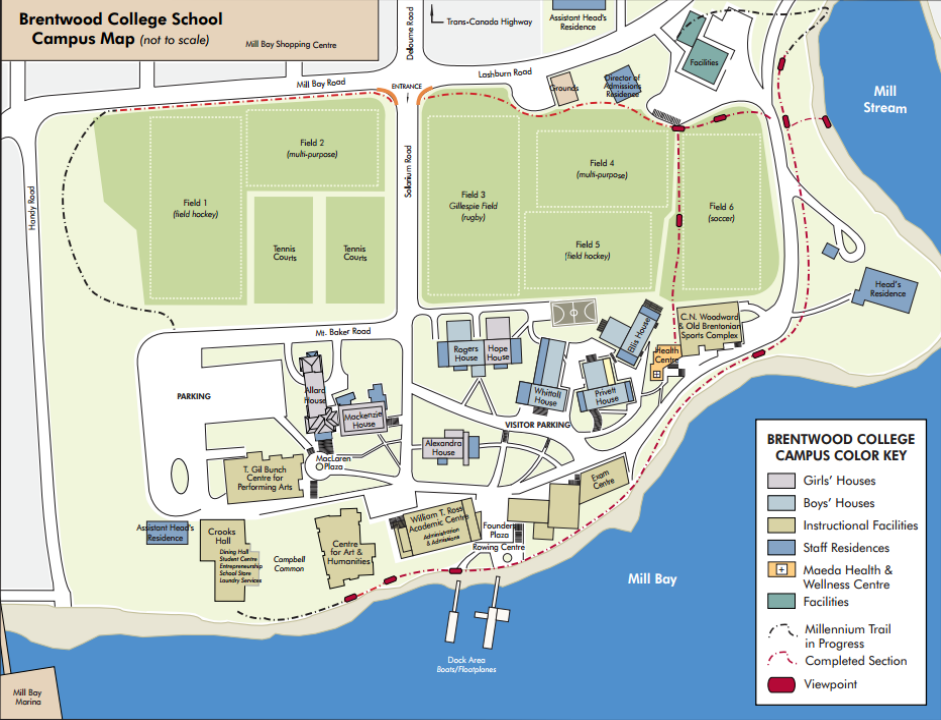 Brentwood College School
Campus Map (not to scale)
Mill Bay Shopping Centre
Delourne Road
Trans-Canada Highway
Assistant Head's
Residence
Facilities
Mill Bay Road
ENTRANCE
Lashburn Road
Grounds
Director of
Admissions
Residence
Mill
Stream
Handy Road
Sollarium Road
Field 1
(field hockey)
Field 2
(multi-purpose)
Tennis
Courts
Tennis
Courts
Field 3
Gillespie Field
(rugby)
Field 4
(multi-purpose)
Field 5
(field hockey)
Field 6
(soccer)
Head's
Residence
Mt. Baker Road
Rogers
House
Hope
House
Ellis House
C.N. Woodward
& Old Brentonian
Sports Complex
Health
Centre
Whittall
House
Privett
House
PARKING
Allard
House
Mackenzie
House
VISITOR PARKING
Alexandra
House
MacLaren
Plaza
T. Gil Bunch
Centre for
Performing Arts
Exam
Centre
William T. Ross
Academic Centre
Administration
& Admissions
Founder's
Plaza
Rowing Centre
Assistant Head's
Residence
Crooks
Hall
Dining Hall
Student Centre
Entrepreneurship
School Store
Laundry Services
Campbell
Common
Centre
for Art &
Humanities
Mill Bay
Dock Area
Boats/Floatplanes
Mill Bay
Marina
BRENTWOOD COLLEGE
CAMPUS COLOR KEY
Girls' Houses
Boys' Houses
Instructional Facilities
Staff Residences
Maeda Health &
Wellness Centre
Facilities
Millennium Trail
in Progress
Completed Section
Viewpoint